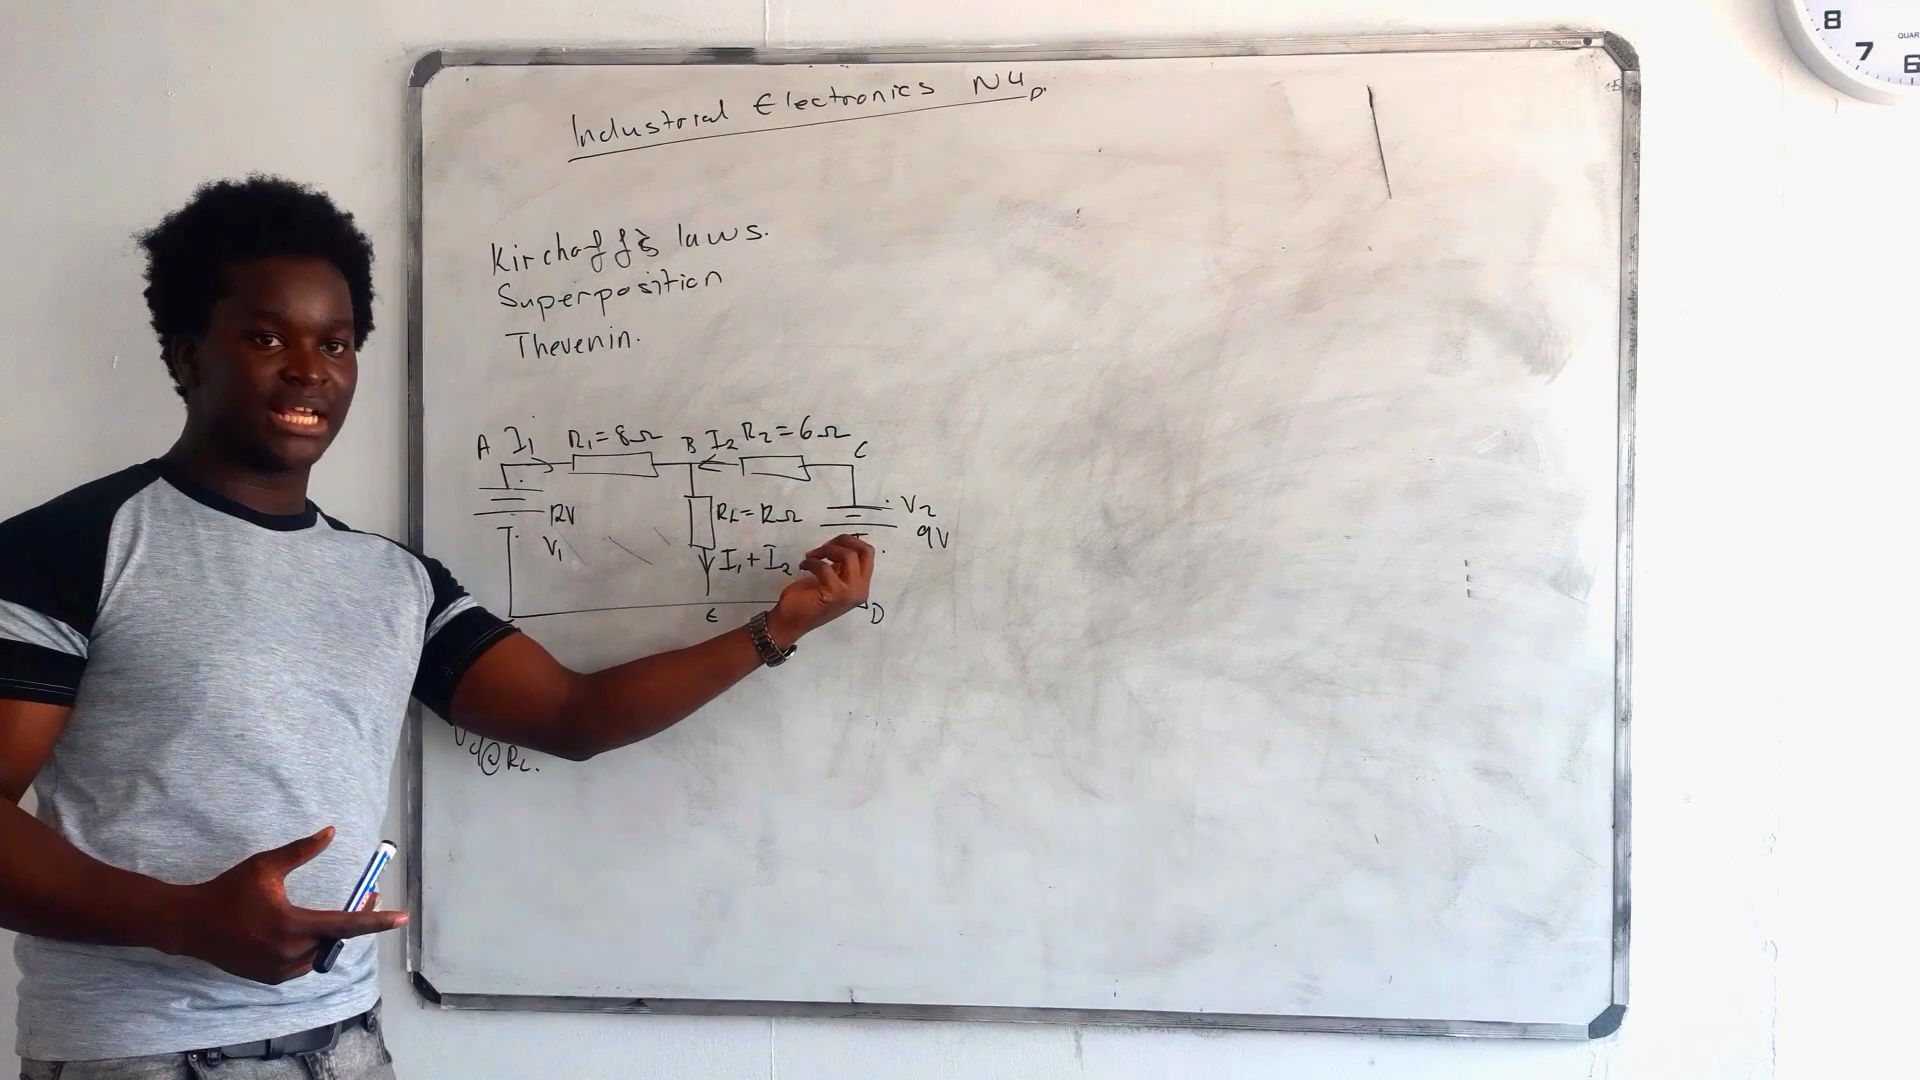 Industrial Electronics N4
Kirchoff's laws.
Superposition
Thevenin.
A I₁ R₁=8Ω B I₂ R₂=6Ω C
12V
V₁
RL=12Ω
I₁+I₂
V₂
9V
E
D
@RL.
8
7
6
QUAR